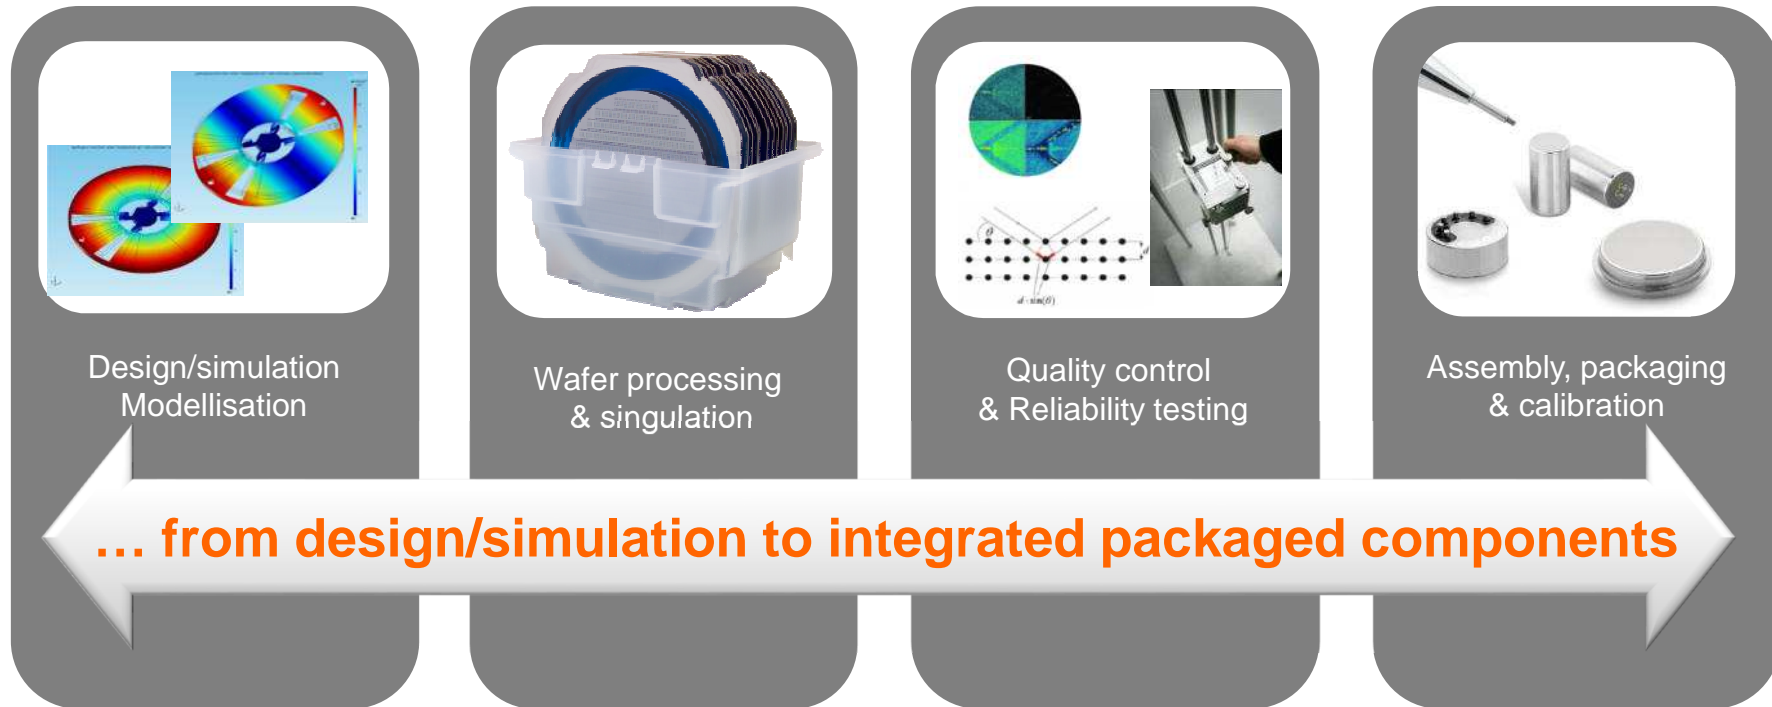 Design/simulation
Modellisation
Wafer processing
& singulation
θ
d
d · sin(θ)
Quality control
& Reliability testing
Assembly, packaging
& calibration
... from design/simulation to integrated packaged components